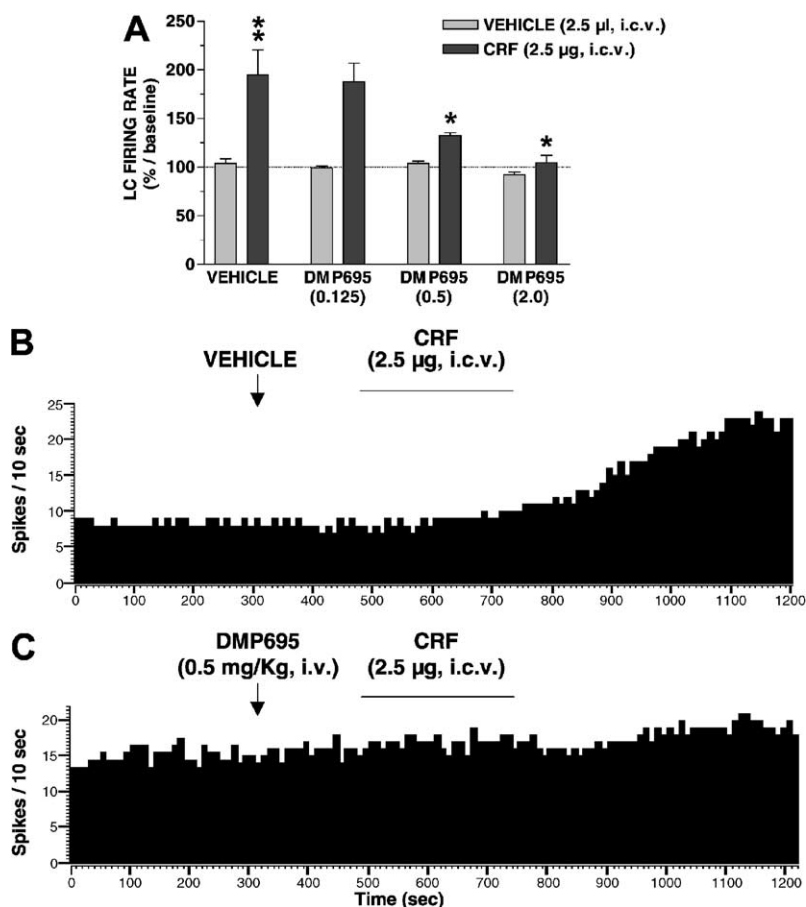 A
VEHICLE (2.5 µl, i.c.v.)
CRF (2.5 µg, i.c.v.)
LC FIRING RATE
(% / baseline)
250
200
150
100
50
0
**
*
*
VEHICLE
DMP695
(0.125)
DMP695
(0.5)
DMP695
(2.0)
B
VEHICLE
CRF
(2.5 µg, i.c.v.)
Spikes / 10 sec
25
20
15
10
5
0
0 100 200 300 400 500 600 700 800 900 1000 1100 1200
C
DMP695
(0.5 mg/Kg, i.v.)
CRF
(2.5 µg, i.c.v.)
Spikes / 10 sec
20
15
10
5
0
0 100 200 300 400 500 600 700 800 900 1000 1100 1200
Time (sec)